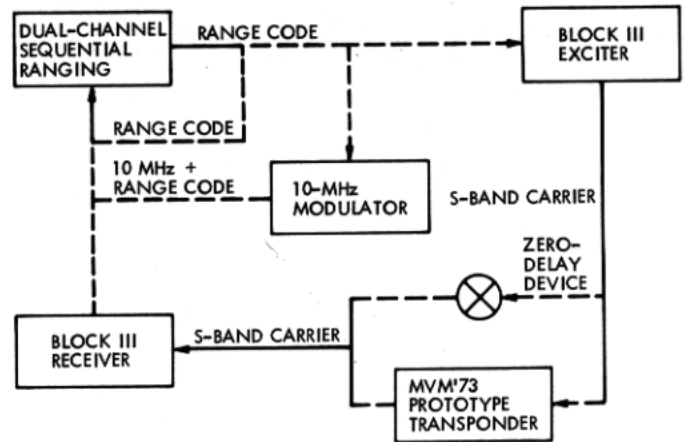 DUAL-CHANNEL
SEQUENTIAL
RANGING
RANGE CODE
BLOCK III
EXCITER
RANGE CODE
10 MHz +
RANGE CODE
10-MHz
MODULATOR
S-BAND CARRIER
ZERO-
DELAY
DEVICE
BLOCK III
RECEIVER
S-BAND CARRIER
MVM'73
PROTOTYPE
TRANSPONDER